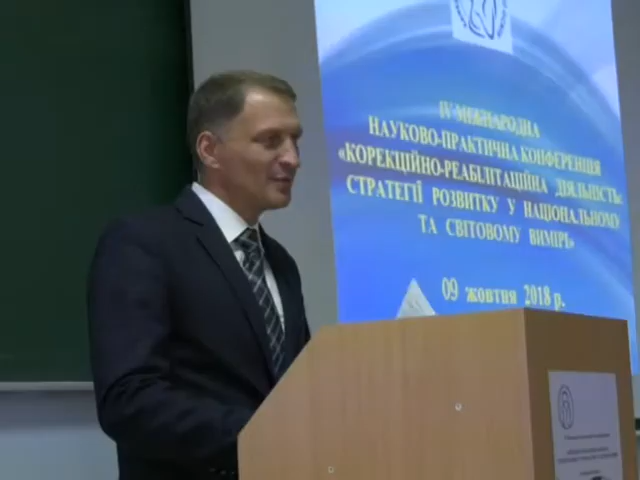 IV МІЖНАРОДНА
НАУКОВО-ПРАКТИЧНА КОНФЕРЕНЦІЯ
«КОРЕКЦІЙНО-РЕАБІЛІТАЦІЙНА ДІЯЛЬНІСТЬ:
СТРАТЕГІЇ РОЗВИТКУ У НАЦІОНАЛЬНОМУ
ТА СВІТОВОМУ ВИМІРІ»
09 жовтня 2018 р.